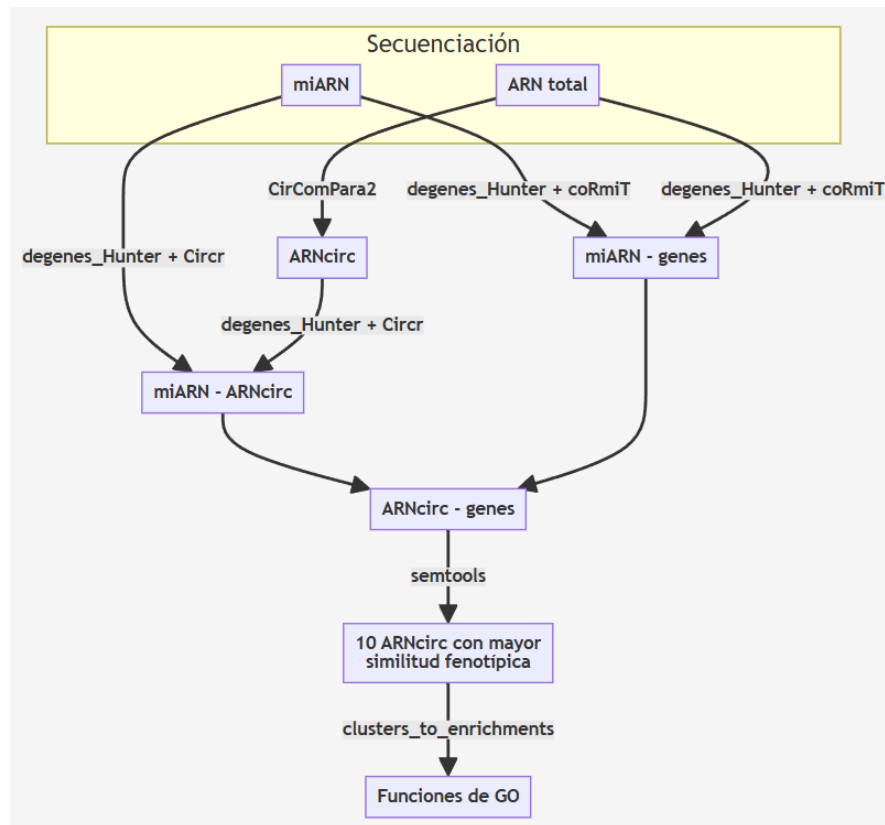 Secuenciación
miARN
ARN total
CirComPara2
degenes_Hunter + coRmiT
degenes_Hunter + coRmiT
degenes_Hunter + Circr
ARNcirc
miARN - genes
degenes_Hunter + Circr
miARN - ARNcirc
ARNcirc - genes
semtools
10 ARNcirc con mayor
similitud fenotípica
clusters_to_enrichments
Funciones de GO